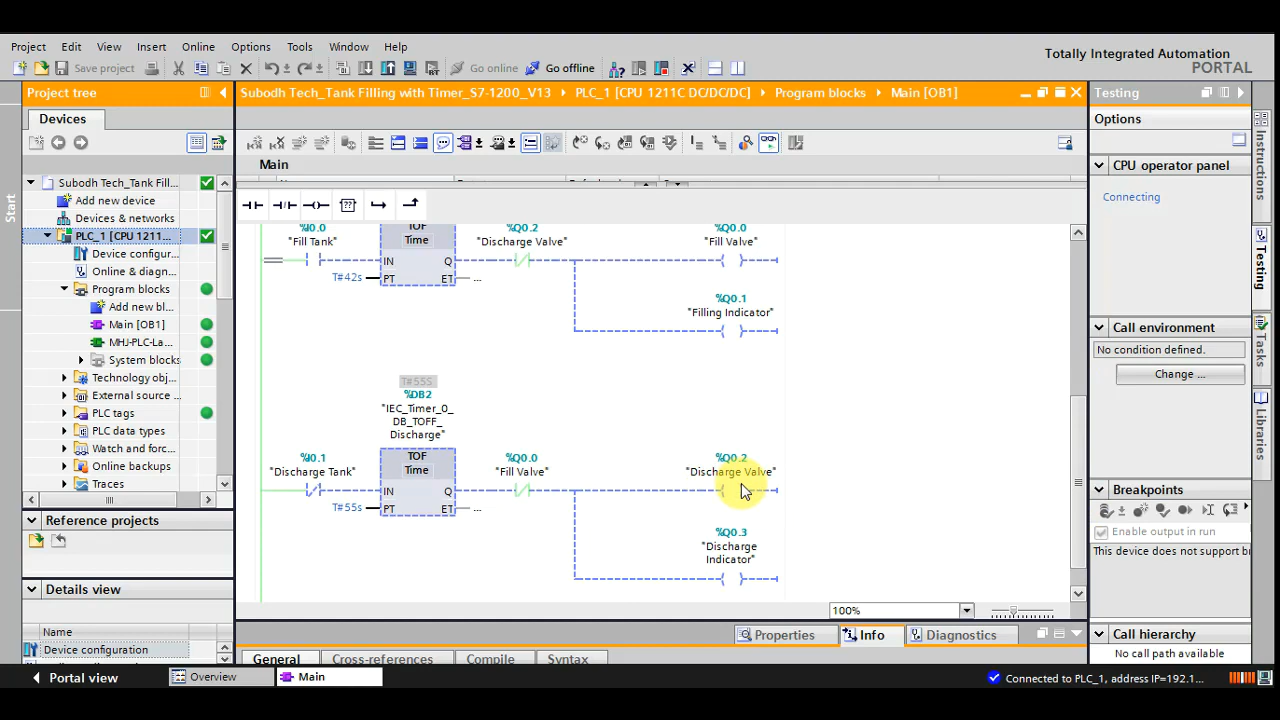 Project Edit View Insert Online Options Tools Window Help
Totally Integrated Automation
PORTAL
Save project
Go online
Go offline
Project tree
Subodh Tech_Tank Filling with Timer_S7-1200_V13 PLC_1 [CPU 1211C DC/DC/DC] Program blocks Main [OB1]
Testing
Devices
Options
Main
CPU operator panel
Connecting
Start
Subodh Tech_Tank Fill...
Add new device
Devices & networks
PLC_1 [CPU 1211...
Device configur...
Online & diagn...
Program blocks
Add new bl...
Main [OB1]
MHJ-PLC-La...
System blocks
Technology obj...
External source ...
PLC tags
PLC data types
Watch and forc...
Online backups
Traces
%I0.0
"Fill Tank"
TOF
Time
IN Q
PT ET
T#42s
...
%Q0.2
"Discharge Valve"
%Q0.0
"Fill Valve"
%Q0.1
"Filling Indicator"
T#55S
%DB2
"IEC_Timer_0_
DB_TOFF_
Discharge"
%I0.1
"Discharge Tank"
TOF
Time
IN Q
PT ET
T#55s
...
%Q0.0
"Fill Valve"
%Q0.2
"Discharge Valve"
%Q0.3
"Discharge
Indicator"
100%
Call environment
No condition defined.
Change ...
Breakpoints
Enable output in run
This device does not support br
Call hierarchy
No call path available
Instructions
Testing
Tasks
Libraries
Reference projects
Details view
Name
Device configuration
Properties
Info
Diagnostics
General
Cross-references
Compile
Syntax
Portal view
Overview
Main
Connected to PLC_1, address IP=192.1...